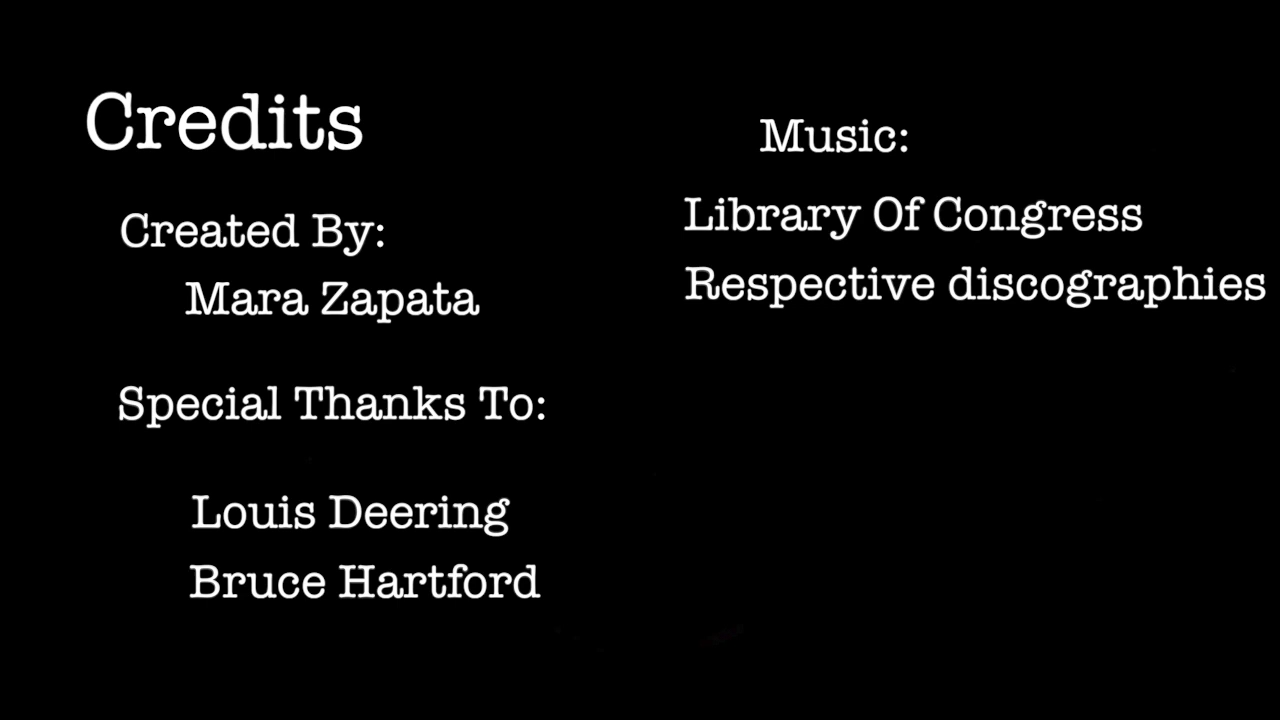 Credits
Created By:
Mara Zapata
Special Thanks To:
Louis Deering
Bruce Hartford
Music:
Library Of Congress
Respective discographies